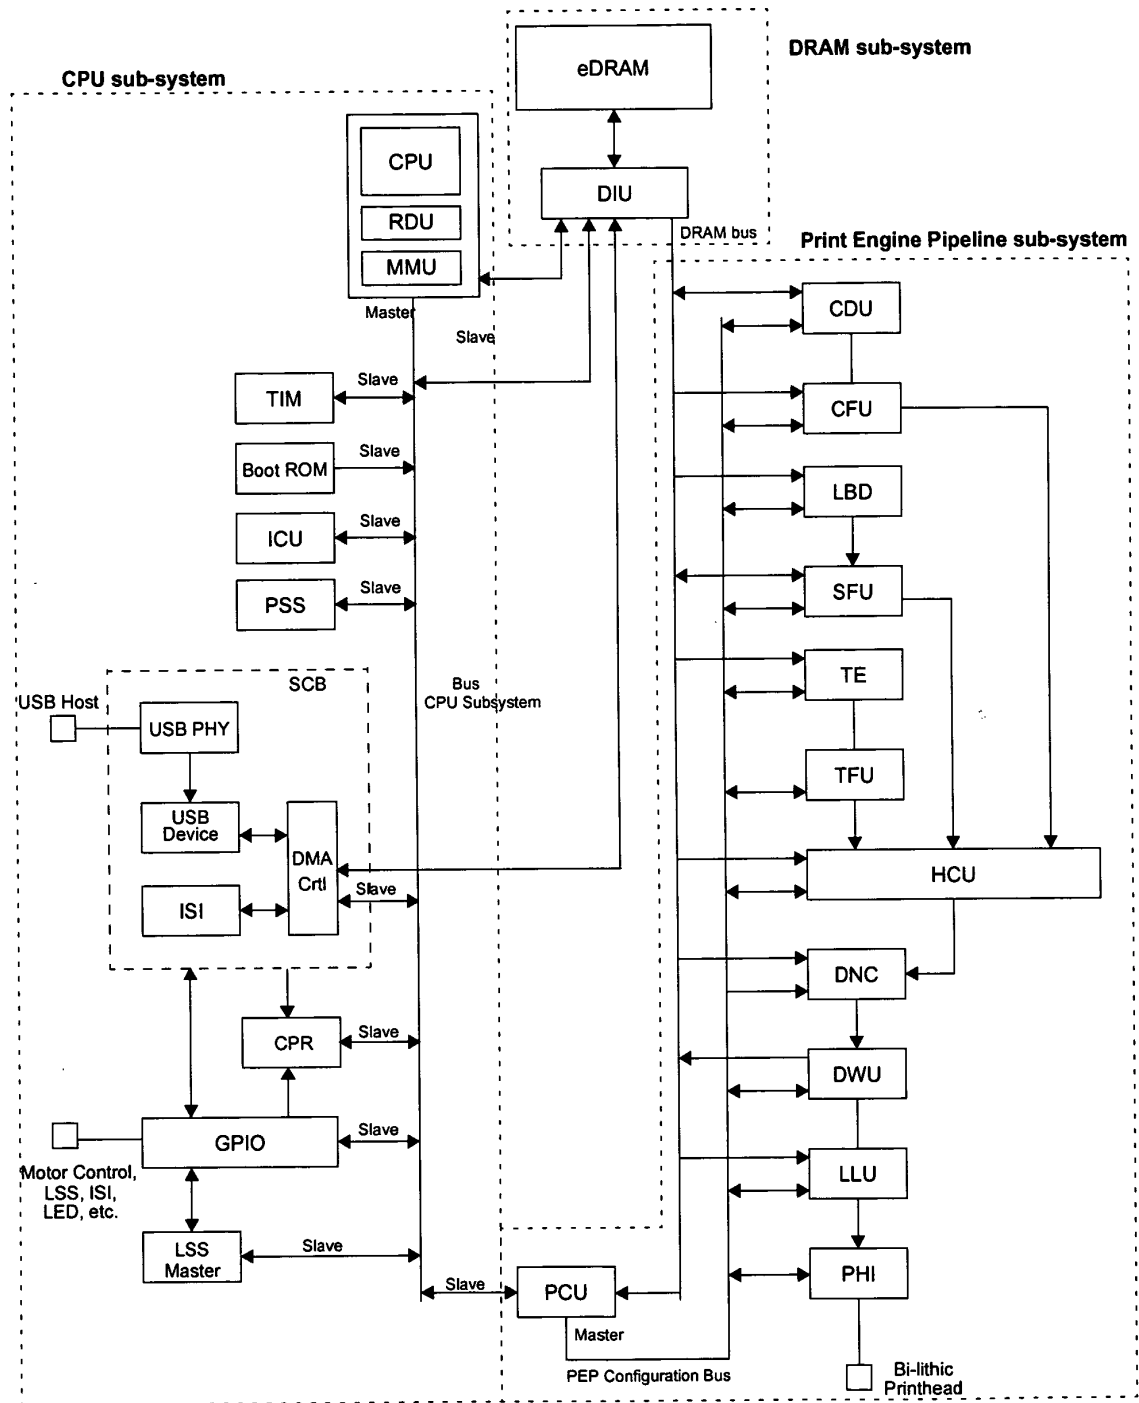 DRAM sub-system
eDRAM
CPU sub-system
CPU
RDU
MMU
DIU
DRAM bus
Print Engine Pipeline sub-system
Master
Slave
CDU
TIM
Slave
CFU
Boot ROM
Slave
LBD
ICU
Slave
PSS
Slave
SFU
SCB
Bus
CPU Subsystem
TE
USB Host
USB PHY
TFU
USB
Device
DMA
Crtl
Slave
HCU
ISI
DNC
CPR
Slave
DWU
GPIO
Slave
Motor Control,
LSS, ISI,
LED, etc.
LLU
LSS
Master
Slave
PHI
Slave
PCU
Master
PEP Configuration Bus
Bi-lithic
Printhead